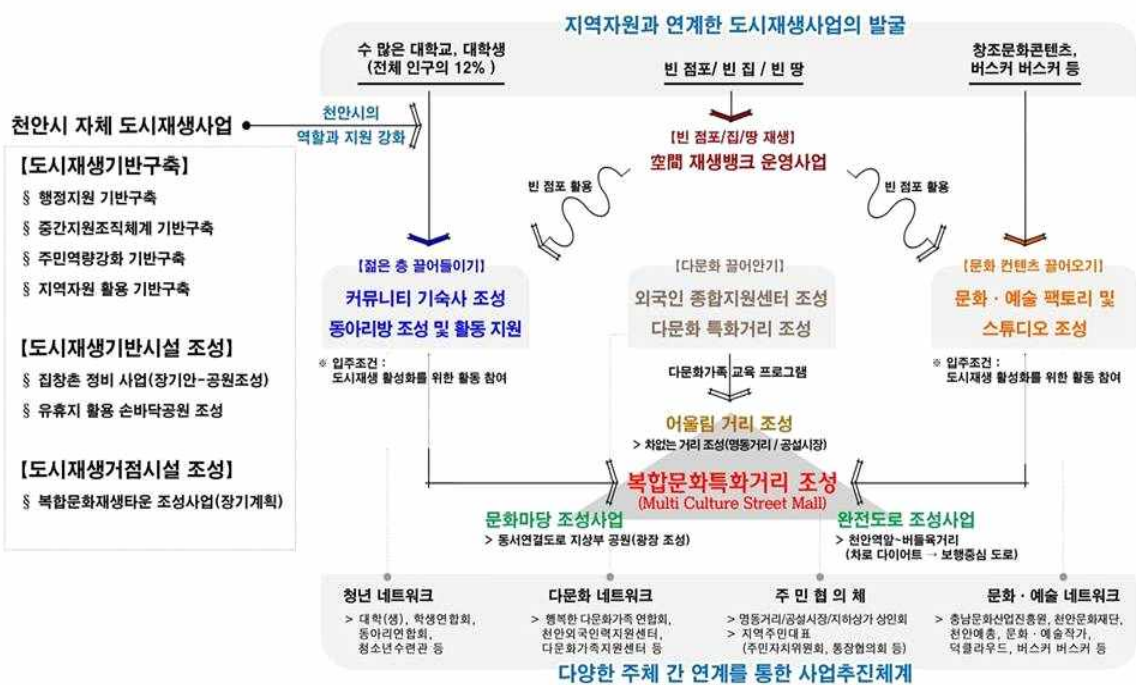 지역자원과 연계한 도시재생사업의 발굴
수 많은 대학교, 대학생
(전체 인구의 12% )
빈 점포/ 빈 집 / 빈 땅
창조문화콘텐츠,
버스커 버스커 등
천안시 자체 도시재생사업
천안시의
역할과 지원 강화
【도시재생기반구축】
§ 행정지원 기반구축
§ 중간지원조직체계 기반구축
§ 주민역량강화 기반구축
§ 지역자원 활용 기반구축
【도시재생기반시설 조성】
§ 집창촌 정비 사업(장기안-공원조성)
§ 유휴지 활용 손바닥공원 조성
【도시재생거점시설 조성】
§ 복합문화재생타운 조성사업(장기계획)
【빈 점포/집/땅 재생】
空間 재생뱅크 운영사업
빈 점포 활용
빈 점포 활용
【젊은 층 끌어들이기】
커뮤니티 기숙사 조성
동아리방 조성 및 활동 지원
※ 입주조건 :
도시재생 활성화를 위한 활동 참여
【다문화 끌어안기】
외국인 종합지원센터 조성
다문화 특화거리 조성
【문화 컨텐츠 끌어오기】
문화 · 예술 팩토리 및
스튜디오 조성
※ 입주조건 :
도시재생 활성화를 위한 활동 참여
다문화가족 교육 프로그램
어울림 거리 조성
> 차없는 거리 조성(명동거리 / 공설시장)
복합문화특화거리 조성
(Multi Culture Street Mall)
문화마당 조성사업
> 동서연결도로 지상부 공원(광장 조성)
완전도로 조성사업
> 천안역앞~버들육거리
(차로 다이어트 → 보행중심 도로)
청년 네트워크
> 대학(생), 학생연합회,
동아리연합회,
청소년수련관 등
다문화 네트워크
> 행복한 다문화가족 연합회,
천안외국인력지원센터,
다문화가족지원센터 등
주 민 협 의 체
> 명동거리/공설시장/지하상가 상인회
> 지역주민대표
(주민자치위원회, 통장협의회 등)
문화 · 예술 네트워크
> 충남문화산업진흥원, 천안문화재단,
천안예총, 문화 · 예술작가,
덕클라우드, 버스커 버스커 등
다양한 주체 간 연계를 통한 사업추진체계